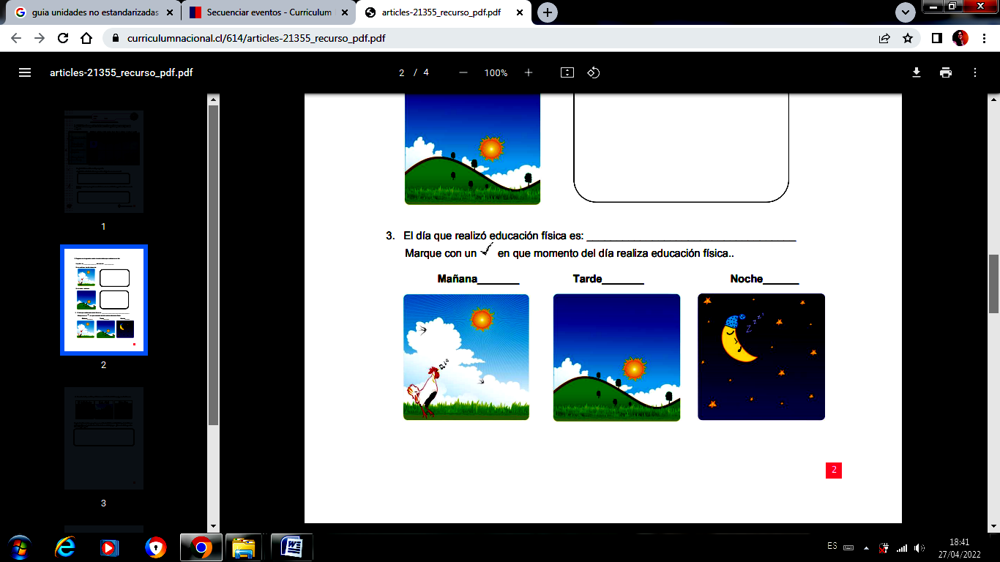 guia unidades no estandarizadas
Secuenciar eventos - Curriculum
articles-21355_recurso_pdf.pdf
curriculumnacional.cl/614/articles-21355_recurso_pdf.pdf
articles-21355_recurso_pdf.pdf
2 / 4
100%
1
2
3
3. El día que realizó educación física es: ___________________________________
Marque con un ✓ en que momento del día realiza educación física..
Mañana_______ Tarde_______ Noche______
zzzz
2
ES
18:41
27/04/2022